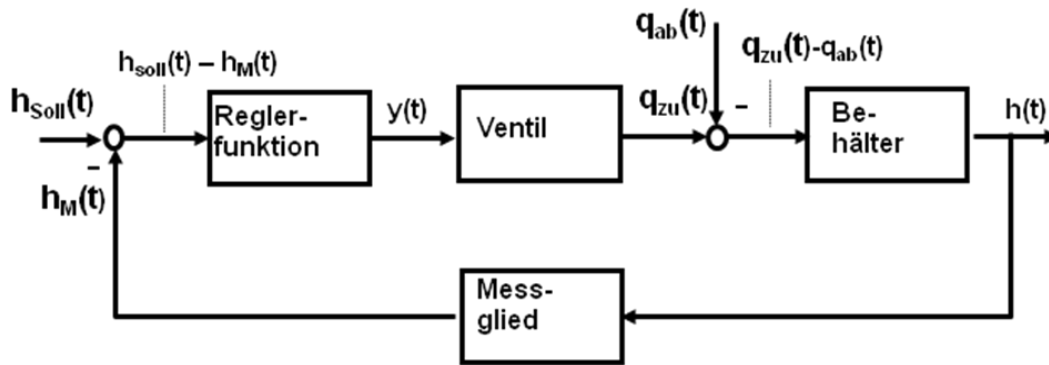 q_ab(t)
h_soll(t) – h_M(t)
q_zu(t)-q_ab(t)
h_Soll(t)
Regler-
funktion
y(t)
Ventil
q_zu(t)
–
Be-
hälter
h(t)
–
h_M(t)
Mess-
glied